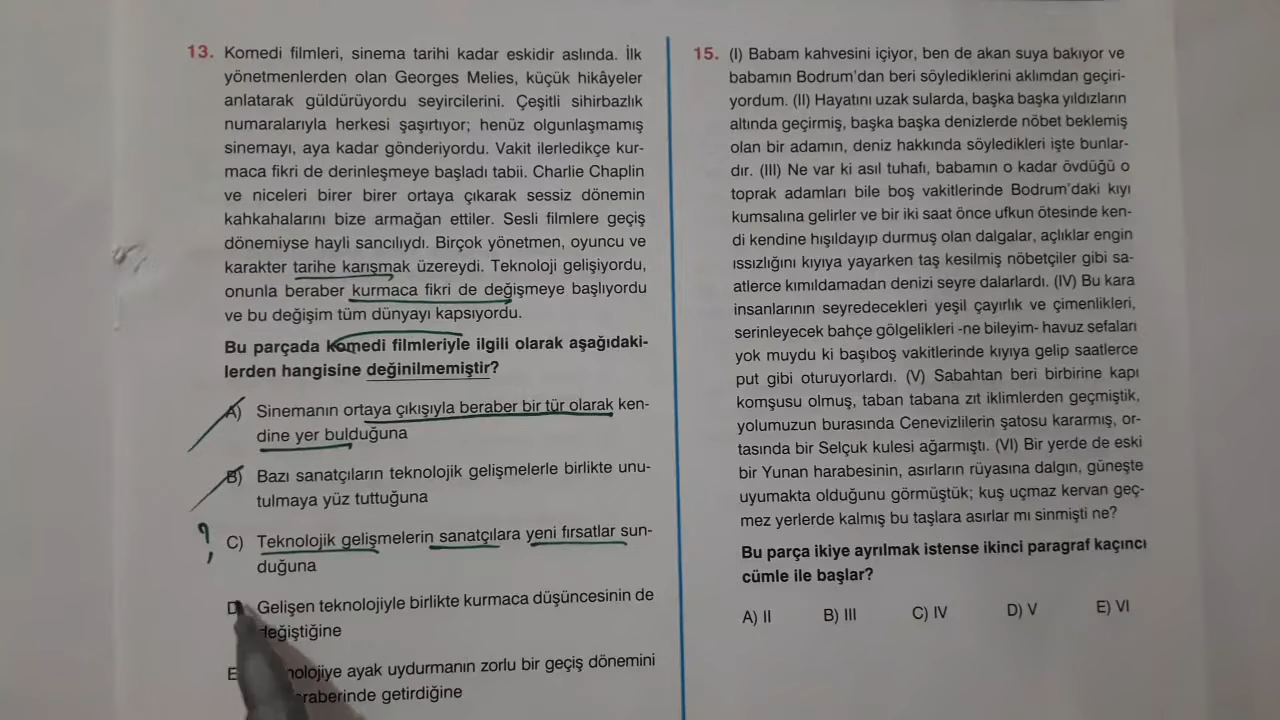 13. Komedi filmleri, sinema tarihi kadar eskidir aslında. İlk
yönetmenlerden olan Georges Melies, küçük hikâyeler
anlatarak güldürüyordu seyircilerini. Çeşitli sihirbazlık
numaralarıyla herkesi şaşırtıyor; henüz olgunlaşmamış
sinemayı, aya kadar gönderiyordu. Vakit ilerledikçe kur-
maca fikri de derinleşmeye başladı tabii. Charlie Chaplin
ve niceleri birer birer ortaya çıkarak sessiz dönemin
kahkahalarını bize armağan ettiler. Sesli filmlere geçiş
dönemiyse hayli sancılıydı. Birçok yönetmen, oyuncu ve
karakter tarihe karışmak üzereydi. Teknoloji gelişiyordu,
onunla beraber kurmaca fikri de değişmeye başlıyordu
ve bu değişim tüm dünyayı kapsıyordu.
Bu parçada komedi filmleriyle ilgili olarak aşağıdaki-
lerden hangisine değinilmemiştir?
A) Sinemanın ortaya çıkışıyla beraber bir tür olarak ken-
dine yer bulduğuna
B) Bazı sanatçıların teknolojik gelişmelerle birlikte unu-
tulmaya yüz tuttuğuna
C) Teknolojik gelişmelerin sanatçılara yeni fırsatlar sun-
duğuna
D Gelişen teknolojiyle birlikte kurmaca düşüncesinin de
değiştiğine
E nolojiye ayak uydurmanın zorlu bir geçiş dönemini
raberinde getirdiğine
15. (I) Babam kahvesini içiyor, ben de akan suya bakıyor ve
babamın Bodrum'dan beri söylediklerini aklımdan geçiri-
yordum. (II) Hayatını uzak sularda, başka başka yıldızların
altında geçirmiş, başka başka denizlerde nöbet beklemiş
olan bir adamın, deniz hakkında söyledikleri işte bunlar-
dır. (III) Ne var ki asıl tuhafı, babamın o kadar övdüğü o
toprak adamları bile boş vakitlerinde Bodrum'daki kıyı
kumsalına gelirler ve bir iki saat önce ufkun ötesinde ken-
di kendine hışıldayıp durmuş olan dalgalar, açlıklar engin
ıssızlığını kıyıya yayarken taş kesilmiş nöbetçiler gibi sa-
atlerce kımıldamadan denizi seyre dalarlardı. (IV) Bu kara
insanlarının seyredecekleri yeşil çayırlık ve çimenlikleri,
serinleyecek bahçe gölgelikleri -ne bileyim- havuz sefaları
yok muydu ki başıboş vakitlerinde kıyıya gelip saatlerce
put gibi oturuyorlardı. (V) Sabahtan beri birbirine kapı
komşusu olmuş, taban tabana zıt iklimlerden geçmiştik,
yolumuzun burasında Cenevizlilerin şatosu kararmış, or-
tasında bir Selçuk kulesi ağarmıştı. (VI) Bir yerde de eski
bir Yunan harabesinin, asırların rüyasına dalgın, güneşte
uyumakta olduğunu görmüştük; kuş uçmaz kervan geç-
mez yerlerde kalmış bu taşlara asırlar mı sinmişti ne?
Bu parça ikiye ayrılmak istense ikinci paragraf kaçıncı
cümle ile başlar?
A) II B) III C) IV D) V E) VI